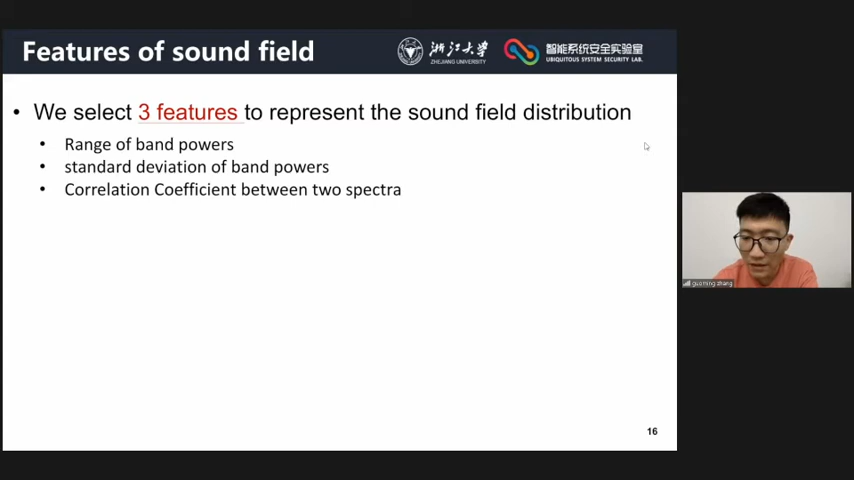 Features of sound field
浙江大学
ZHEJIANG UNIVERSITY
智能系统安全实验室
UBIQUITOUS SYSTEM SECURITY LAB.
• We select 3 features to represent the sound field distribution
• Range of band powers
• standard deviation of band powers
• Correlation Coefficient between two spectra
guoming zhang
16